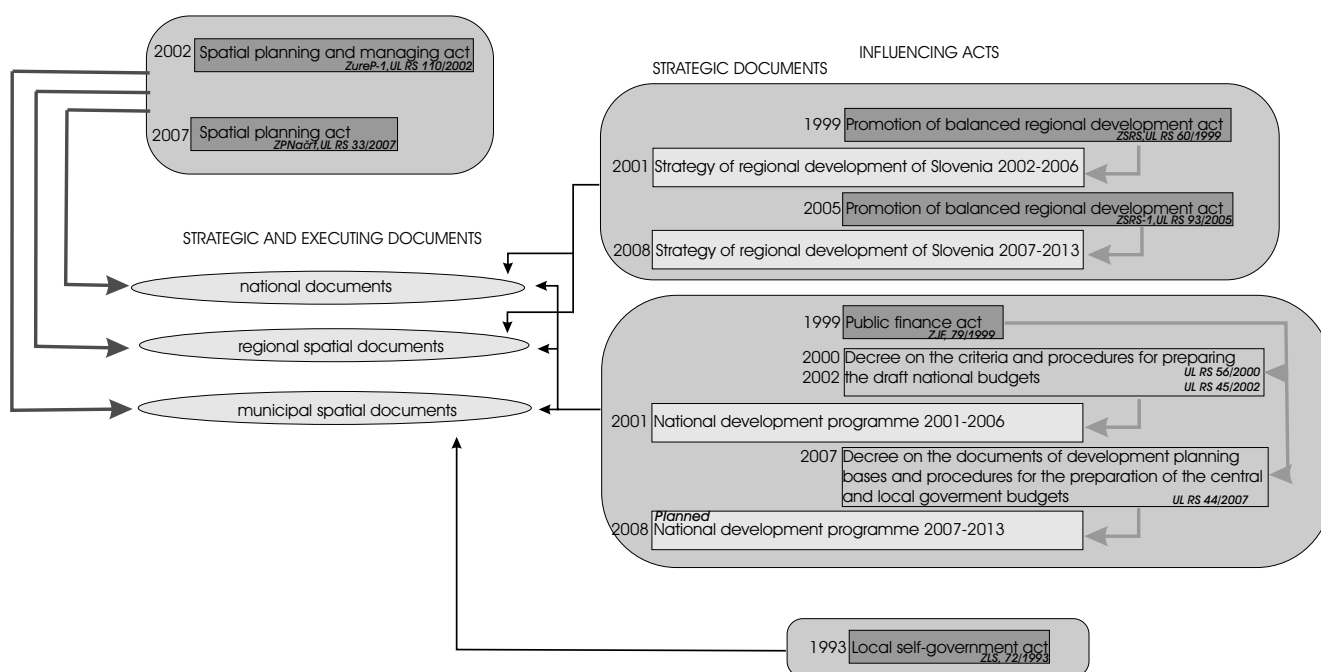 2002 Spatial planning and managing act
ZureP-1,UL RS 110/2002
2007 Spatial planning act
ZPNačrt,UL RS 33/2007
STRATEGIC AND EXECUTING DOCUMENTS
national documents
regional spatial documents
municipal spatial documents
INFLUENCING ACTS
STRATEGIC DOCUMENTS
1999 Promotion of balanced regional development act
ZSRS,UL RS 60/1999
2001 Strategy of regional development of Slovenia 2002-2006
2005 Promotion of balanced regional development act
ZSRS-1,UL RS 93/2005
2008 Strategy of regional development of Slovenia 2007-2013
1999 Public finance act
ZJF, 79/1999
2000 Decree on the criteria and procedures for preparing
2002 the draft national budgets
UL RS 56/2000
UL RS 45/2002
2001 National development programme 2001-2006
2007 Decree on the documents of development planning
bases and procedures for the preparation of the central
and local goverment budgets
UL RS 44/2007
Planned
2008 National development programme 2007-2013
1993 Local self-government act
ZLS, 72/1993